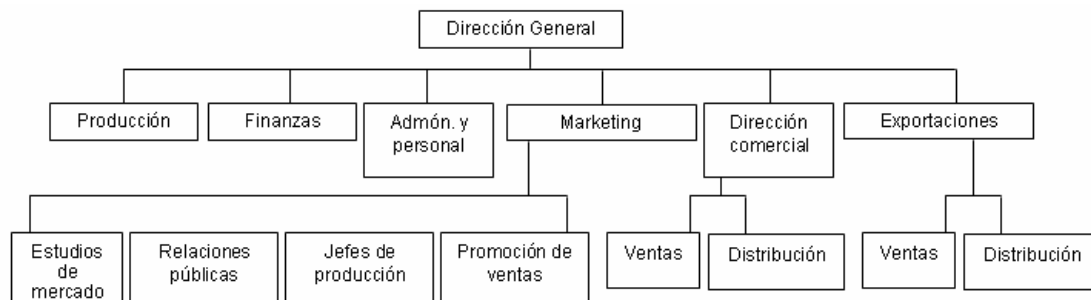 Dirección General
Producción
Finanzas
Admón. y
personal
Marketing
Dirección
comercial
Exportaciones
Estudios
de
mercado
Relaciones
públicas
Jefes de
producción
Promoción de
ventas
Ventas
Distribución
Ventas
Distribución